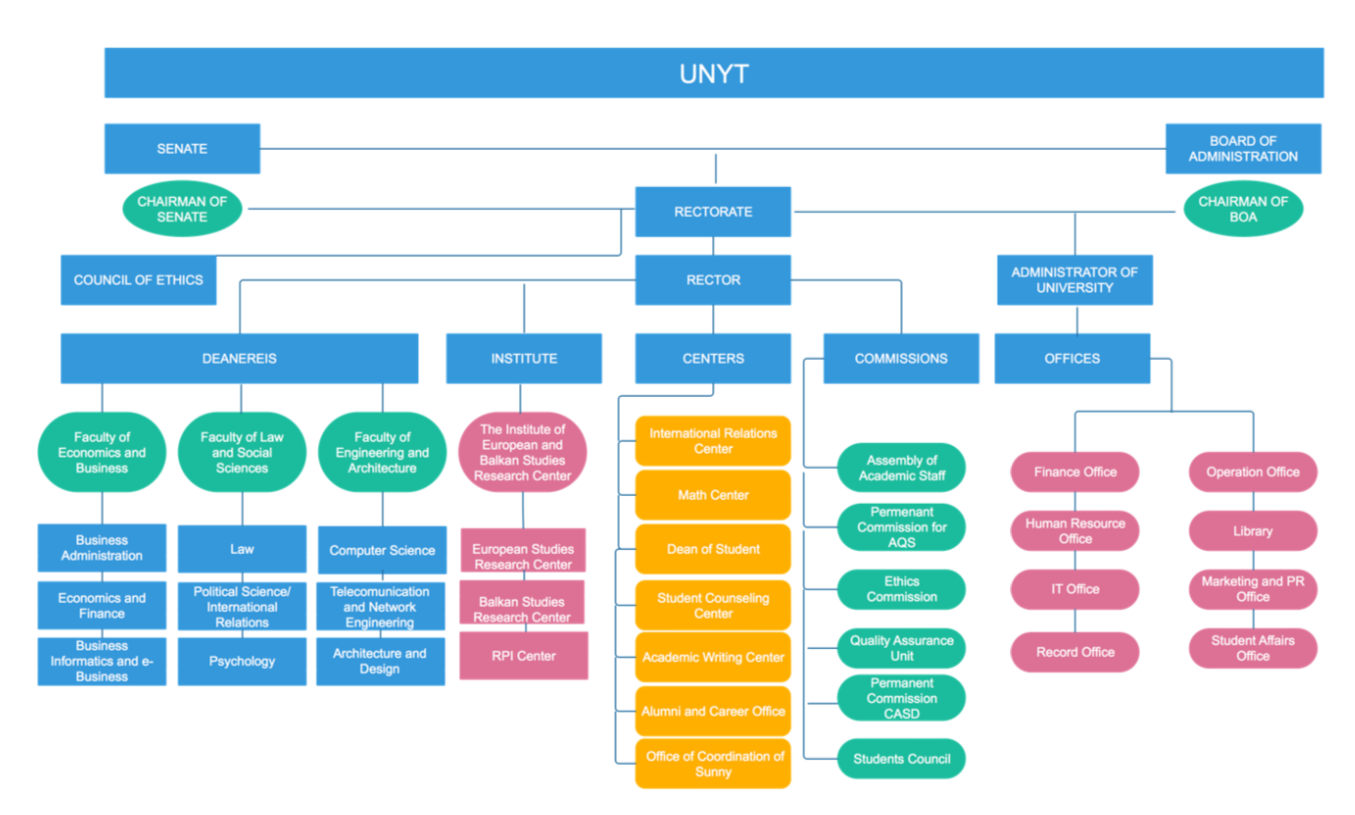 UNYT
SENATE
BOARD OF
ADMINISTRATION
CHAIRMAN OF
SENATE
RECTORATE
CHAIRMAN OF
BOA
COUNCIL OF ETHICS
RECTOR
ADMINISTRATOR OF
UNIVERSITY
DEANEREIS
INSTITUTE
CENTERS
COMMISSIONS
OFFICES
Faculty of
Economics and
Business
Faculty of Law
and Social
Sciences
Faculty of
Engineering and
Architecture
The Institute of
European and
Balkan Studies
Research Center
Business
Administration
Economics and
Finance
Business
Informatics and e-
Business
Law
Political Science/
International
Relations
Psychology
Computer Science
Telecomunication
and Network
Engineering
Architecture and
Design
European Studies
Research Center
Balkan Studies
Research Center
RPI Center
International Relations
Center
Math Center
Dean of Student
Student Counseling
Center
Academic Writing Center
Alumni and Career Office
Office of Coordination of
Sunny
Assembly of
Academic Staff
Permenant
Commission for
AQS
Ethics
Commission
Quality Assurance
Unit
Permanent
Commission
CASD
Students Council
Finance Office
Human Resource
Office
IT Office
Record Office
Operation Office
Library
Marketing and PR
Office
Student Affairs
Office